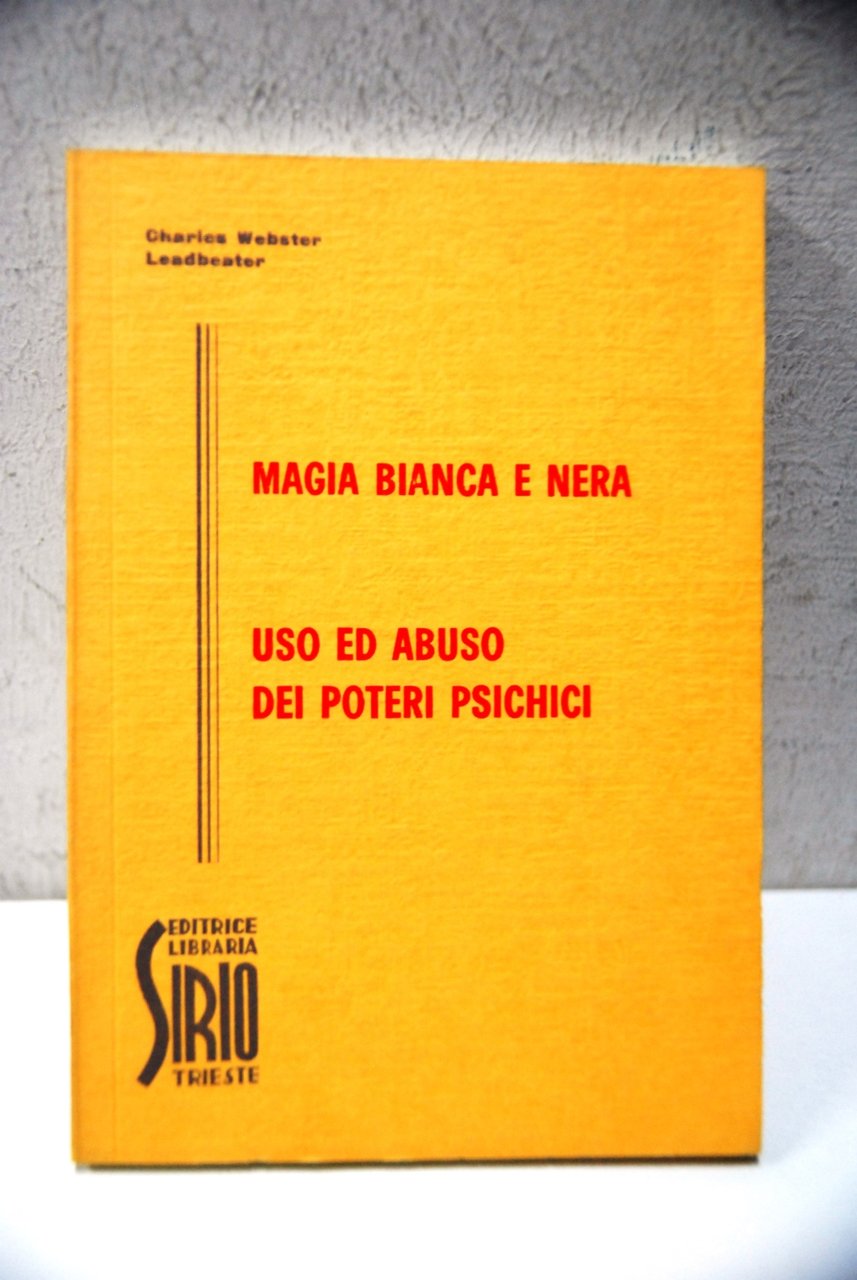 Charles Webster
Leadbeater
MAGIA BIANCA E NERA
USO ED ABUSO
DEI POTERI PSICHICI
EDITRICE
LIBRARIA
SIRIO
TRIESTE